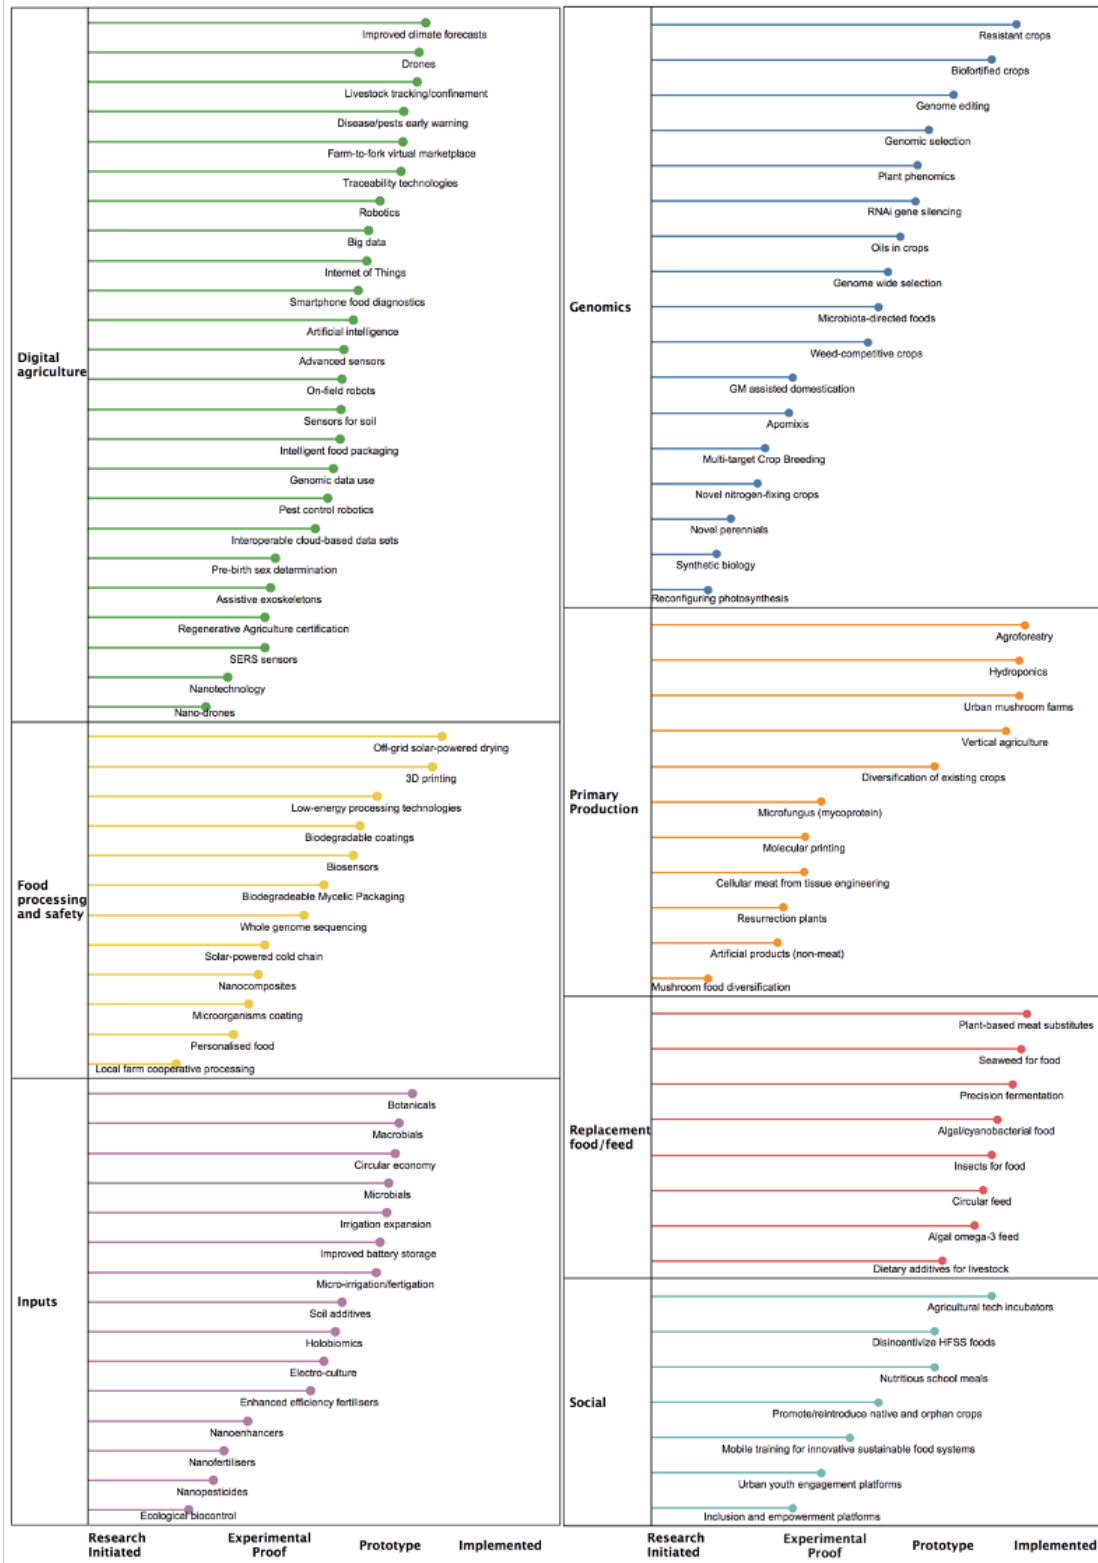 Improved climate forecasts
Drones
Livestock tracking/confinement
Disease/pests early warning
Farm-to-fork virtual marketplace
Traceability technologies
Robotics
Big data
Internet of Things
Smartphone food diagnostics
Artificial intelligence
Digital
agriculture
Advanced sensors
On-field robots
Sensors for soil
Intelligent food packaging
Genomic data use
Pest control robotics
Interoperable cloud-based data sets
Pre-birth sex determination
Assistive exoskeletons
Regenerative Agriculture certification
SERS sensors
Nanotechnology
Nano-drones
Off-grid solar-powered drying
3D printing
Low-energy processing technologies
Biodegradable coatings
Biosensors
Food
processing
and safety
Biodegradeable Mycelic Packaging
Whole genome sequencing
Solar-powered cold chain
Nanocomposites
Microorganisms coating
Personalised food
Local farm cooperative processing
Botanicals
Macrobials
Circular economy
Microbials
Irrigation expansion
Improved battery storage
Micro-irrigation/fertigation
Inputs
Soil additives
Holobiomics
Electro-culture
Enhanced efficiency fertilisers
Nanoenhancers
Nanofertilisers
Nanopesticides
Ecological biocontrol
Research
Initiated
Experimental
Proof
Prototype
Implemented
Resistant crops
Biofortified crops
Genome editing
Genomic selection
Plant phenomics
RNAi gene silencing
Oils in crops
Genome wide selection
Genomics
Microbiota-directed foods
Weed-competitive crops
GM assisted domestication
Apomixis
Multi-target Crop Breeding
Novel nitrogen-fixing crops
Novel perennials
Synthetic biology
Reconfiguring photosynthesis
Agroforestry
Hydroponics
Urban mushroom farms
Vertical agriculture
Diversification of existing crops
Primary
Production
Microfungus (mycoprotein)
Molecular printing
Cellular meat from tissue engineering
Resurrection plants
Artificial products (non-meat)
Mushroom food diversification
Plant-based meat substitutes
Seaweed for food
Precision fermentation
Replacement
food/feed
Algal/cyanobacterial food
Insects for food
Circular feed
Algal omega-3 feed
Dietary additives for livestock
Agricultural tech incubators
Disincentivize HFSS foods
Nutritious school meals
Social
Promote/reintroduce native and orphan crops
Mobile training for innovative sustainable food systems
Urban youth engagement platforms
Inclusion and empowerment platforms
Research
Initiated
Experimental
Proof
Prototype
Implemented